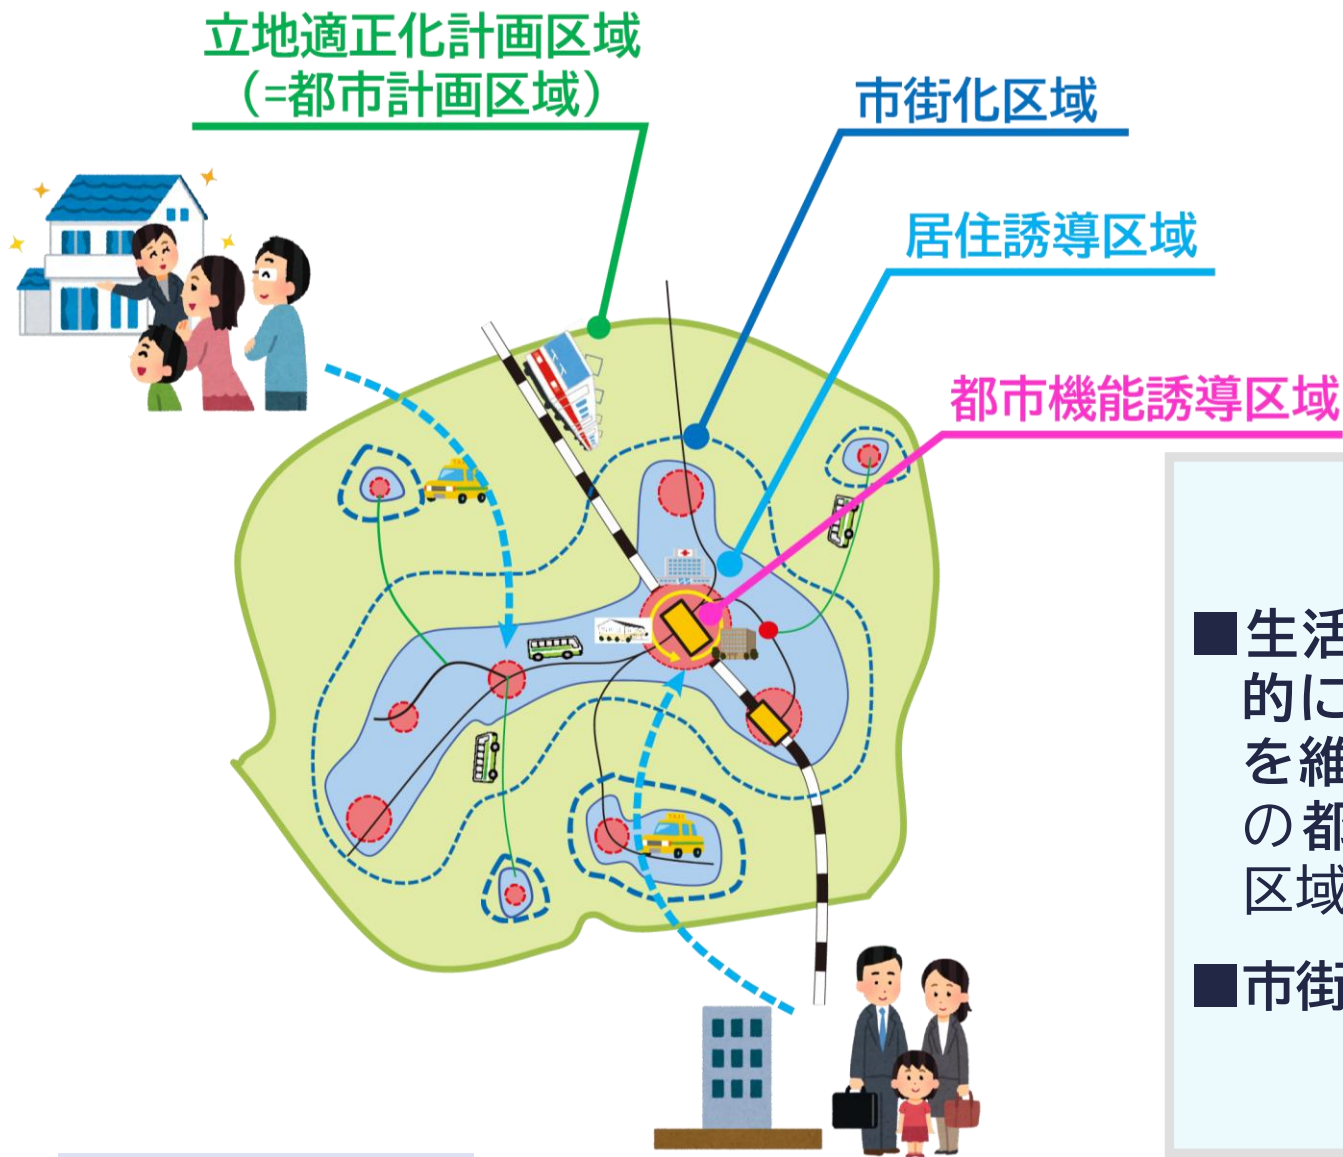 立地適正化計画区域
（=都市計画区域）
市街化区域
居住誘導区域
都市機能誘導区域
■生活
的に
を維
の都
区域
■市街
TAXI